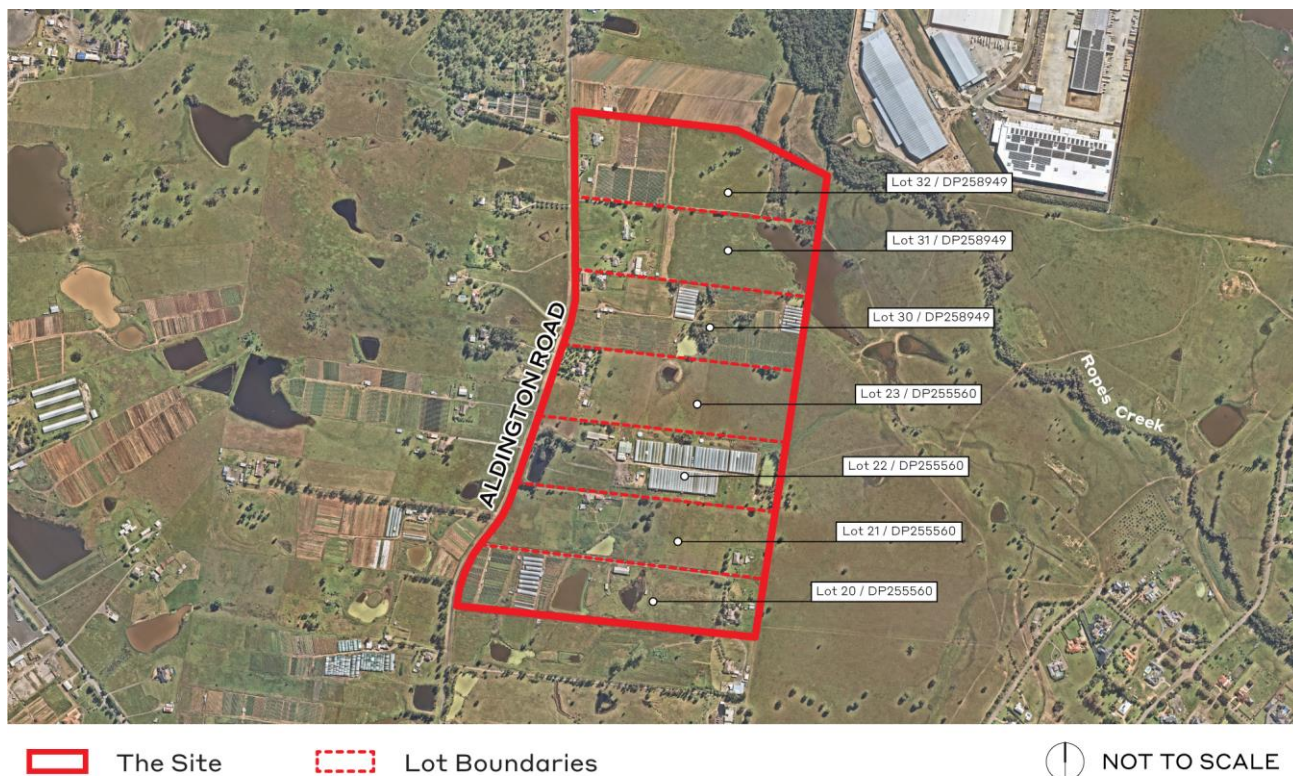 Lot 32 / DP258949
Lot 31 / DP258949
Lot 30 / DP258949
Lot 23 / DP255560
ALDINGTON ROAD
Ropes Creek
Lot 22 / DP255560
Lot 21 / DP255560
Lot 20 / DP255560
The Site
Lot Boundaries
NOT TO SCALE